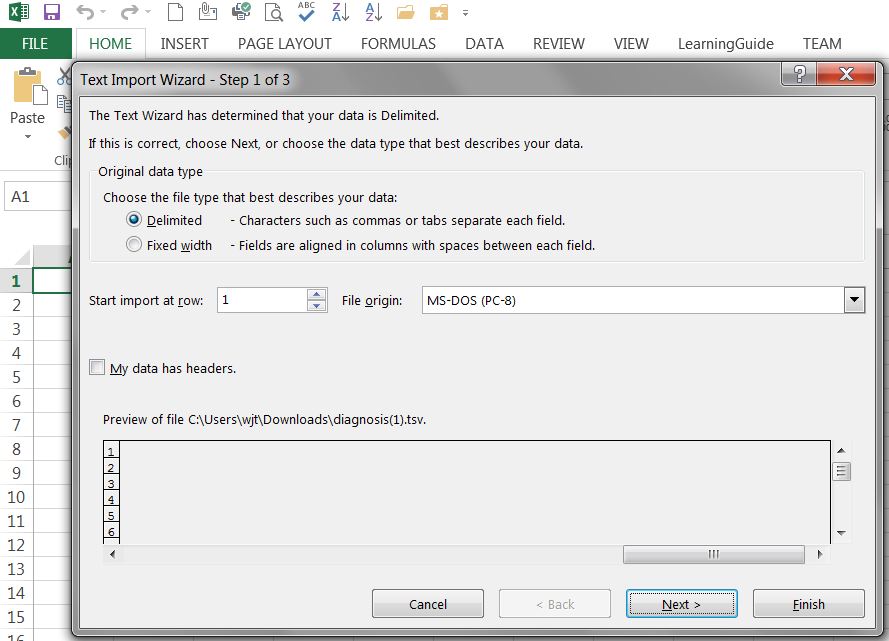 ABC
Z
A
A
Z
FILE HOME INSERT PAGE LAYOUT FORMULAS DATA REVIEW VIEW LearningGuide TEAM
Paste
Text Import Wizard - Step 1 of 3
The Text Wizard has determined that your data is Delimited.
If this is correct, choose Next, or choose the data type that best describes your data.
Original data type
Choose the file type that best describes your data:
Delimited - Characters such as commas or tabs separate each field.
Fixed width - Fields are aligned in columns with spaces between each field.
Start import at row: 1 File origin: MS-DOS (PC-8)
My data has headers.
Preview of file C:\Users\wjt\Downloads\diagnosis(1).tsv.
1
2
3
4
5
6
Cancel < Back Next > Finish
A1
1
2
3
4
5
6
7
8
9
10
11
12
13
14
15
16